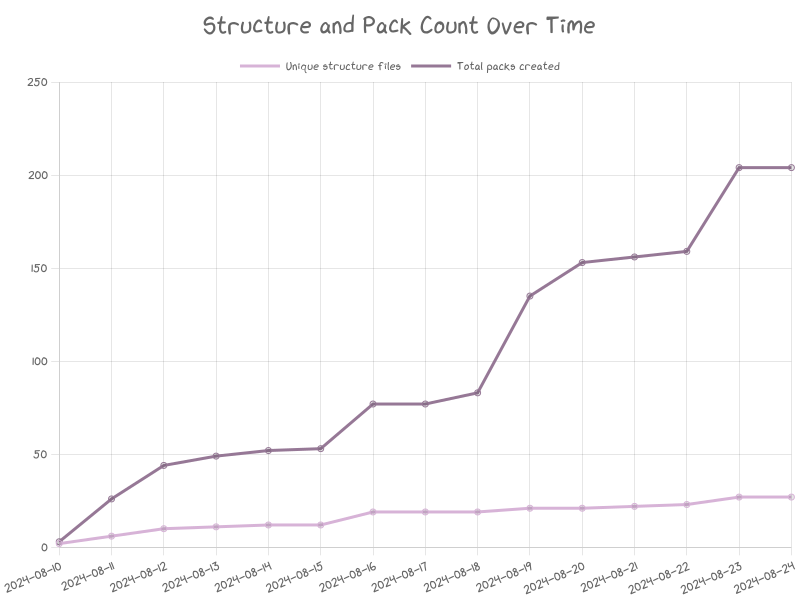 Structure and Pack Count Over Time
Unique structure files Total packs created
250
200
150
100
50
0
2024-08-10 2024-08-11 2024-08-12 2024-08-13 2024-08-14 2024-08-15 2024-08-16 2024-08-17 2024-08-18 2024-08-19 2024-08-20 2024-08-21 2024-08-22 2024-08-23 2024-08-24